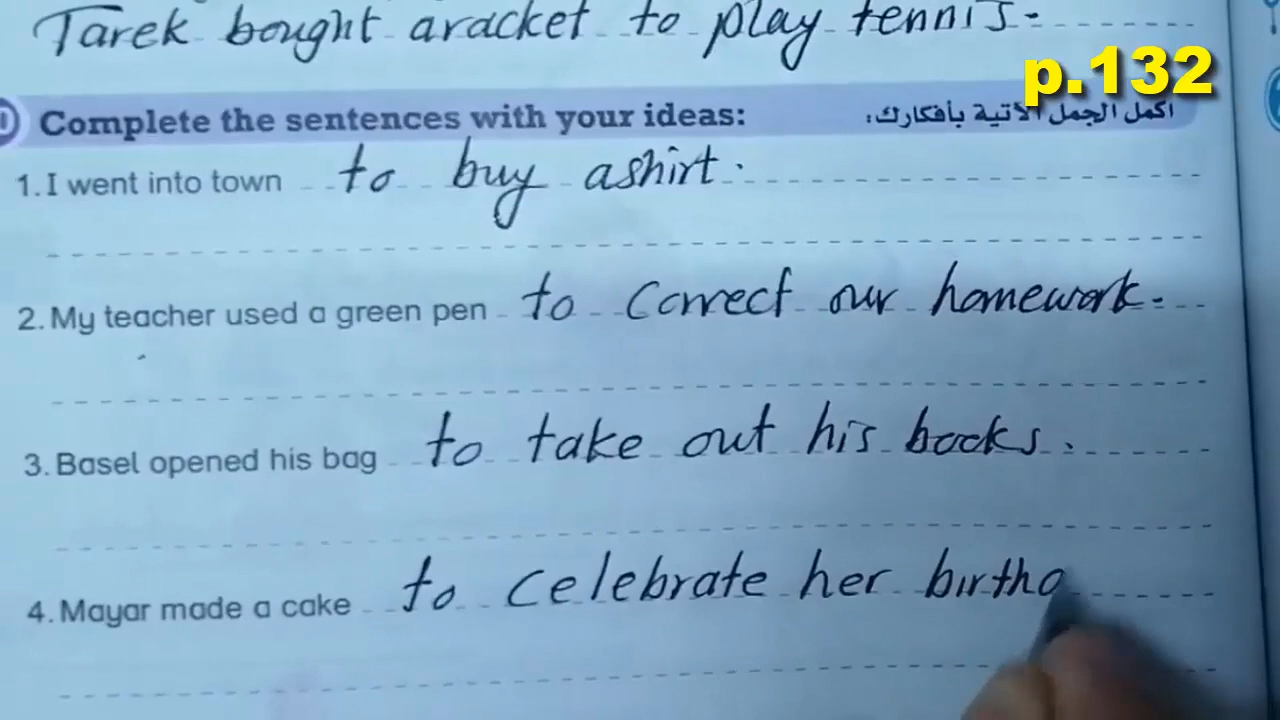 Tarek bought aracket to play tennis.
p.132
Complete the sentences with your ideas: اكمل الجمل الآتية بأفكارك:
1. I went into town to buy ashirt.
2. My teacher used a green pen to correct our homework.
3. Basel opened his bag to take out his books.
4. Mayar made a cake to celebrate her birtha